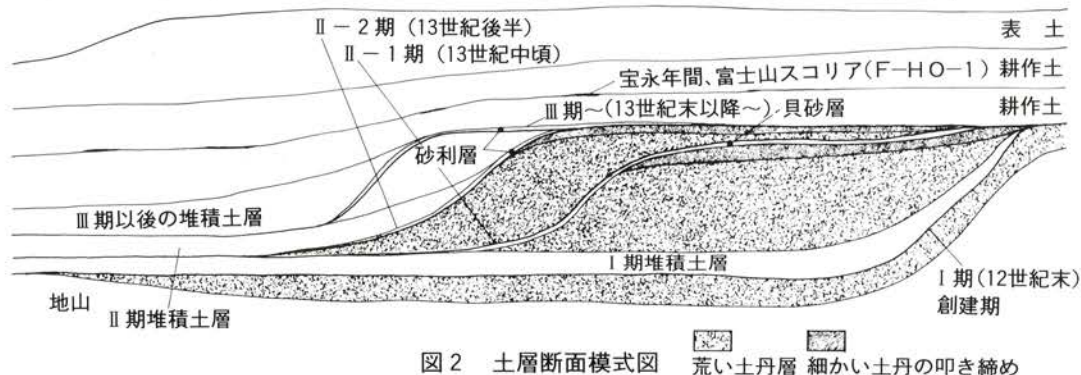 Ⅱ－2期（13世紀後半）
Ⅱ－1期（13世紀中頃）
表　土
宝永年間、富士山スコリア（F－HO－1）
耕作土
Ⅲ期〜（13世紀末以降〜）
貝砂層
耕作土
砂利層
Ⅲ期以後の堆積土層
Ⅰ期堆積土層
Ⅰ期（12世紀末）
創建期
地山
Ⅱ期堆積土層
図2　土層断面模式図
荒い土丹層
細かい土丹の叩き締め